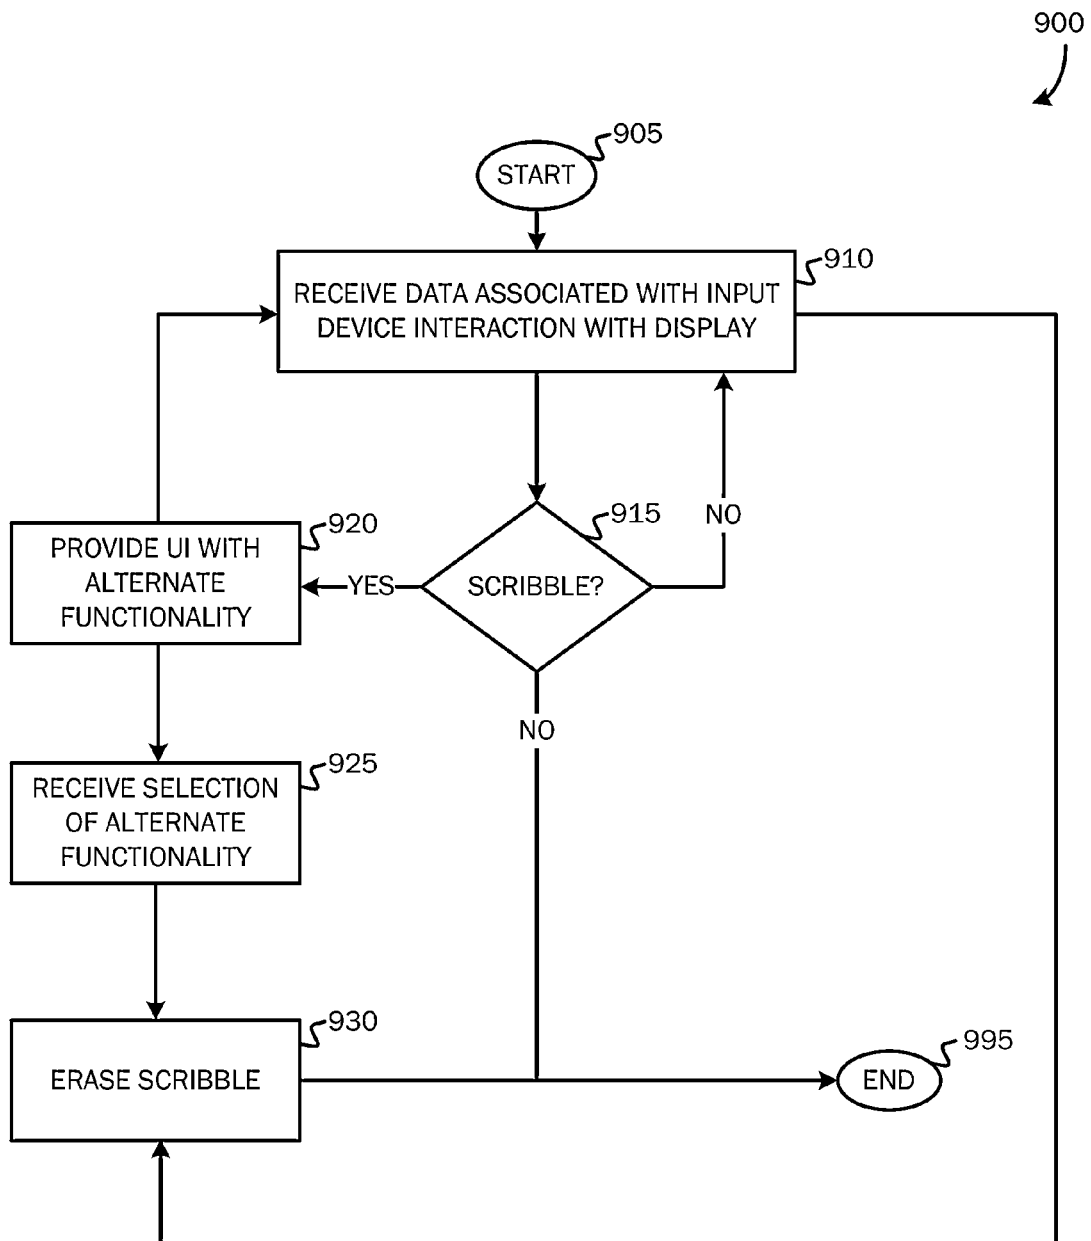 900
905
START
910
RECEIVE DATA ASSOCIATED WITH INPUT
DEVICE INTERACTION WITH DISPLAY
915
NO
SCRIBBLE?
YES
920
PROVIDE UI WITH
ALTERNATE
FUNCTIONALITY
NO
925
RECEIVE SELECTION
OF ALTERNATE
FUNCTIONALITY
930
ERASE SCRIBBLE
995
END